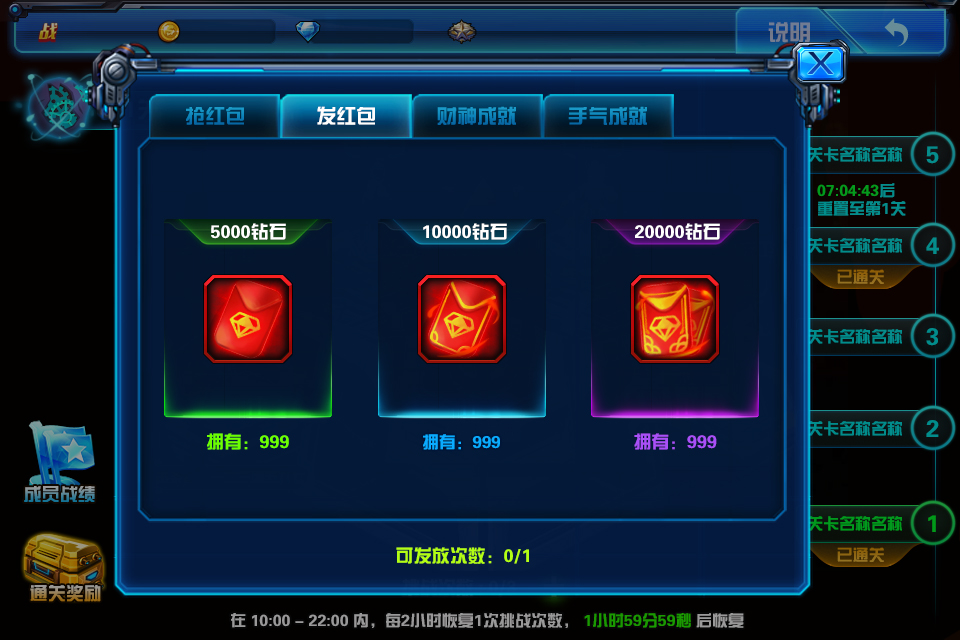 战
说明
抢红包
发红包
财神成就
手气成就
5000钻石
10000钻石
20000钻石
拥有：999
拥有：999
拥有：999
可发放次数：0/1
关卡名称名称
5
07:04:43后
重置至第1关
关卡名称名称
4
已通关
关卡名称名称
3
关卡名称名称
2
关卡名称名称
1
已通关
成员战绩
通关奖励
在 10:00 – 22:00 内，每2小时恢复1次挑战次数，1小时59分59秒 后恢复